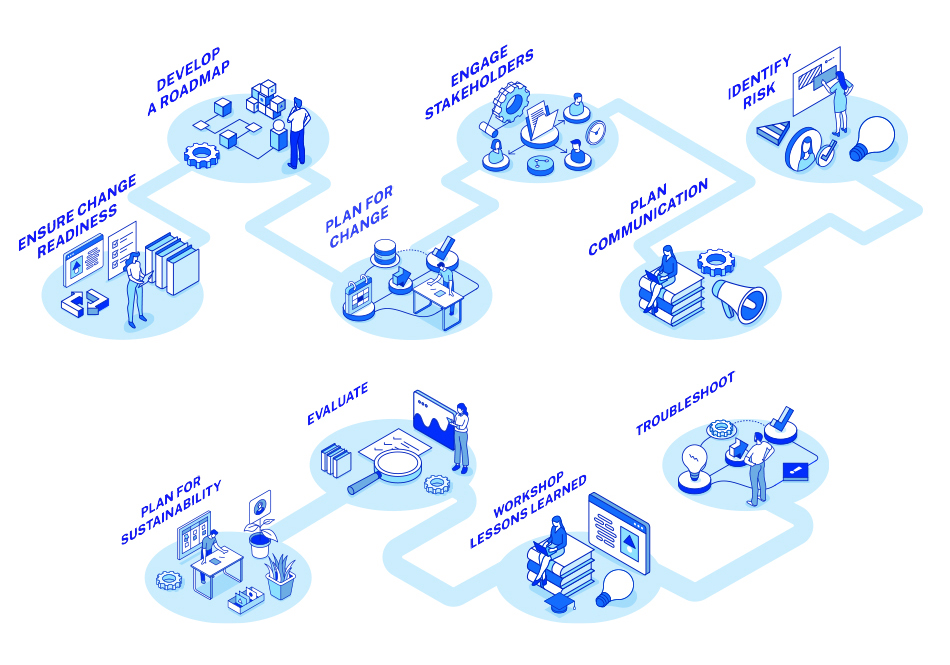 DEVELOP
A ROADMAP
ENGAGE
STAKEHOLDERS
IDENTIFY
RISK
ENSURE CHANGE
READINESS
PLAN FOR
CHANGE
PLAN
COMMUNICATION
EVALUATE
TROUBLESHOOT
PLAN FOR
SUSTAINABILITY
WORKSHOP
LESSONS LEARNED